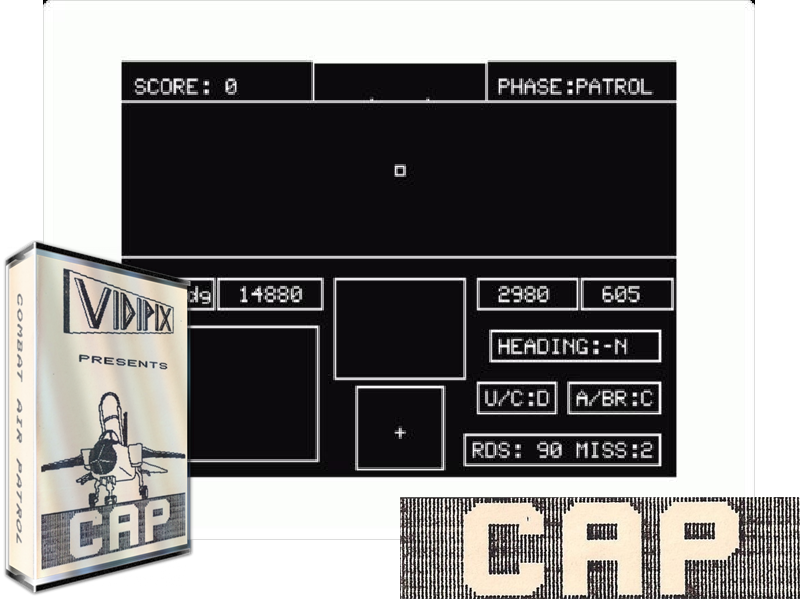 SCORE: 0
PHASE:PATROL
dg
14880
2980
605
HEADING:-N
U/C:D
A/BR:C
RDS: 90 MISS:2
COMBAT AIR PATROL
VIDIPIX
PRESENTS
CAP
CAP